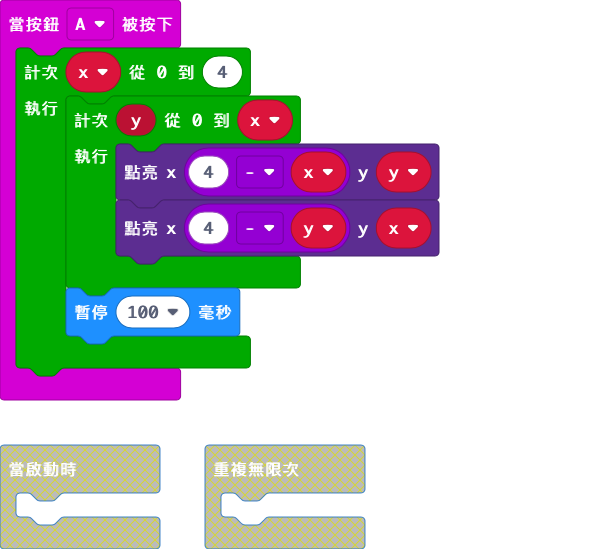 當按鈕 A 被按下
計次 x 從 0 到 4
執行
計次 y 從 0 到 x
執行
點亮 x 4 - x y y
點亮 x 4 - y y x
暫停 100 毫秒
當啟動時
重複無限次